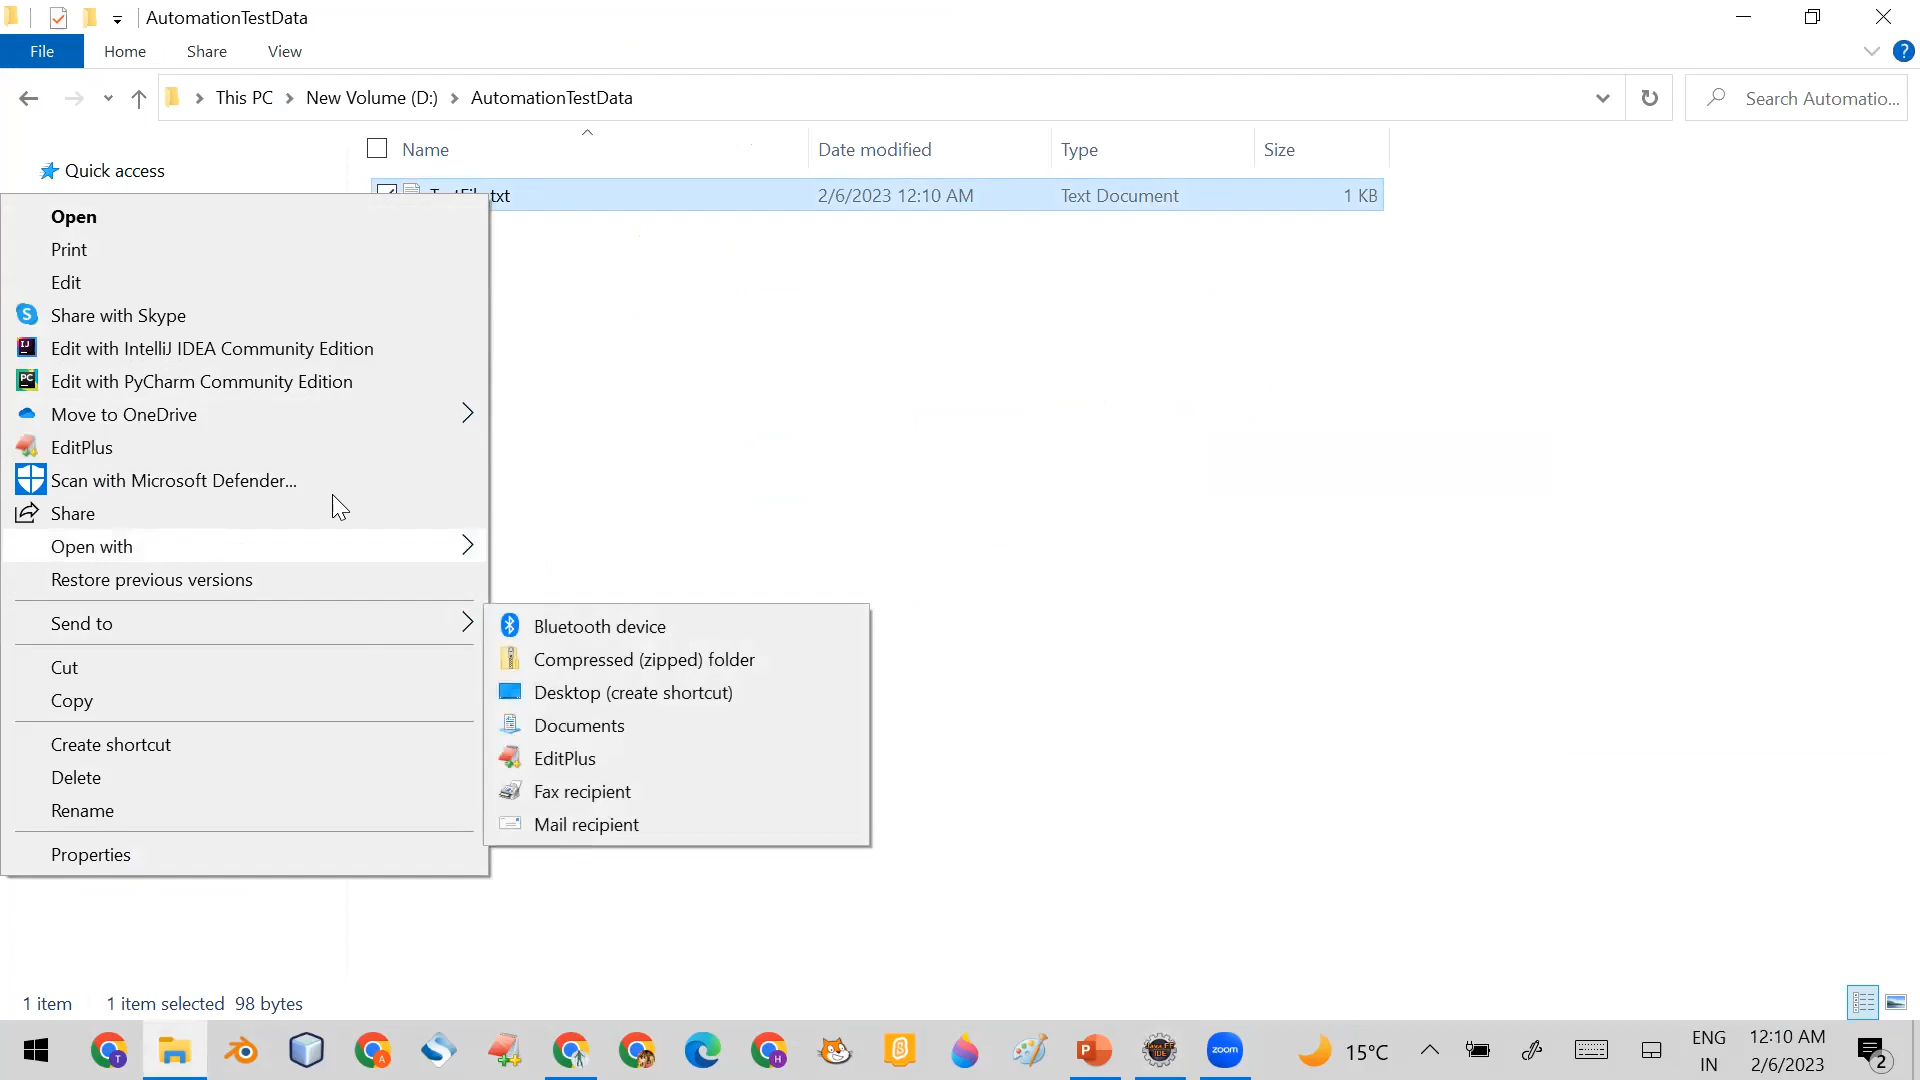 AutomationTestData
File Home Share View
This PC New Volume (D:) AutomationTestData
Search Automatio...
Name Date modified Type Size
Quick access
txt 2/6/2023 12:10 AM Text Document 1 KB
Open
Print
Edit
Share with Skype
Edit with IntelliJ IDEA Community Edition
Edit with PyCharm Community Edition
Move to OneDrive
EditPlus
Scan with Microsoft Defender...
Share
Open with
Restore previous versions
Send to
Cut
Copy
Create shortcut
Delete
Rename
Properties
Bluetooth device
Compressed (zipped) folder
Desktop (create shortcut)
Documents
EditPlus
Fax recipient
Mail recipient
1 item 1 item selected 98 bytes
zoom
15°C
ENG
IN
12:10 AM
2/6/2023
2